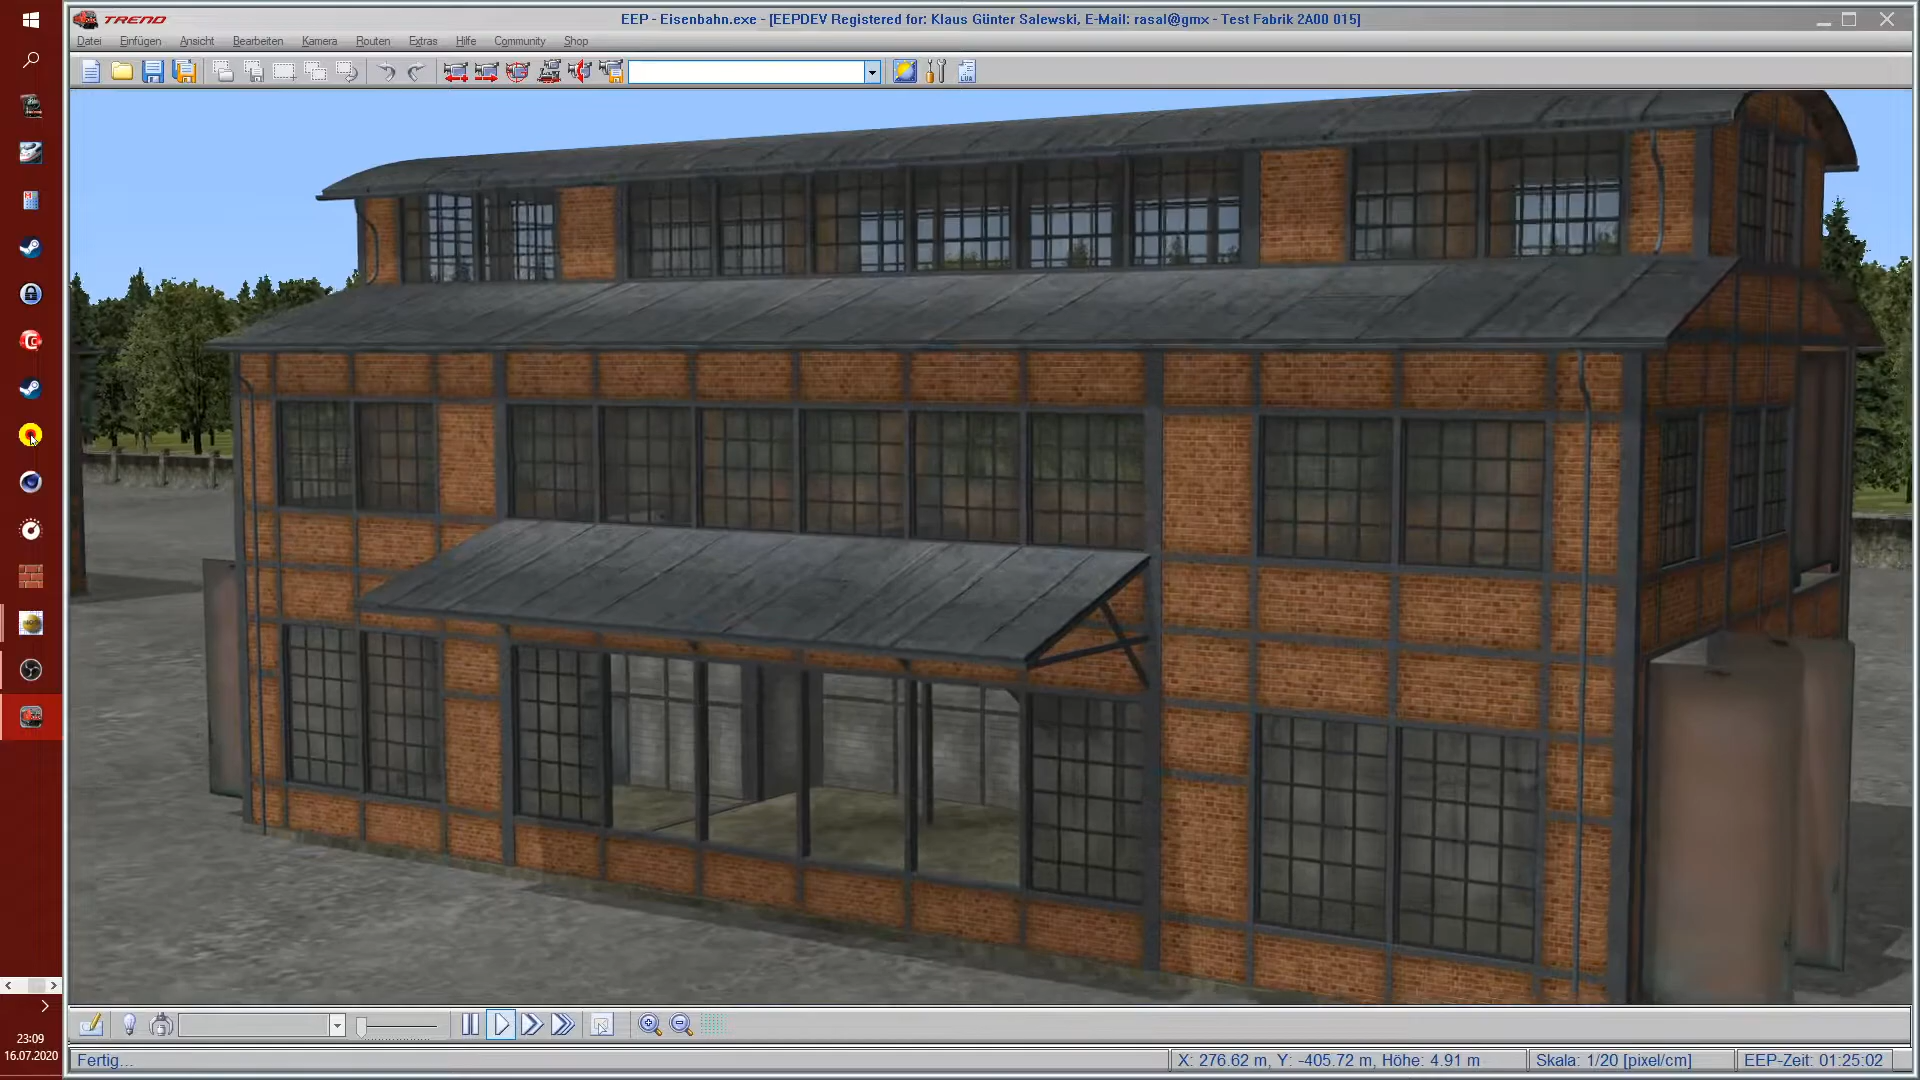 TREND
EEP - Eisenbahn.exe - [EEPDEV Registered for: Klaus Günter Salewski, E-Mail: rasal@gmx - Test Fabrik 2A00 015]
Datei Einfügen Ansicht Bearbeiten Kamera Routen Extras Hilfe Community Shop
LUA
Fertig...
X: 276.62 m, Y: -405.72 m, Höhe: 4.91 m
Skala: 1/20 [pixel/cm]
EEP-Zeit: 01:25:02
23:09
16.07.2020